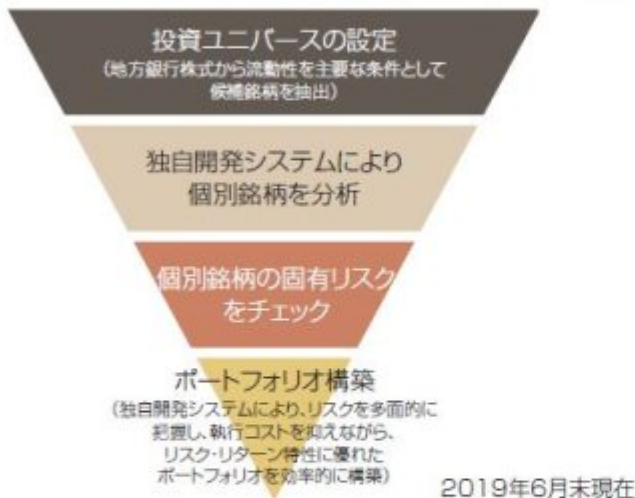 投資ユニバースの設定
(地方銀行株式から流動性を主要な条件として
候補銘柄を抽出)
独自開発システムにより
個別銘柄を分析
個別銘柄の固有リスク
をチェック
ポートフォリオ構築
(独自開発システムにより、リスクを多面的に
把握し、執行コストを抑えながら、
リスク・リターン特性に優れた
ポートフォリオを効率的に構築)
2019年6月末現在